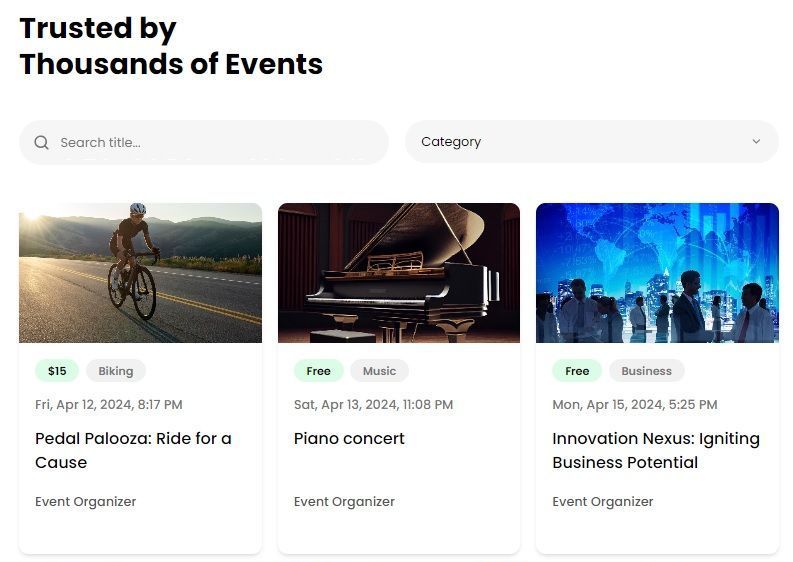 Trusted by
Thousands of Events
Search title...
Category
$15
Biking
Fri, Apr 12, 2024, 8:17 PM
Pedal Palooza: Ride for a
Cause
Event Organizer
Free
Music
Sat, Apr 13, 2024, 11:08 PM
Piano concert
Event Organizer
Free
Business
Mon, Apr 15, 2024, 5:25 PM
Innovation Nexus: Igniting
Business Potential
Event Organizer